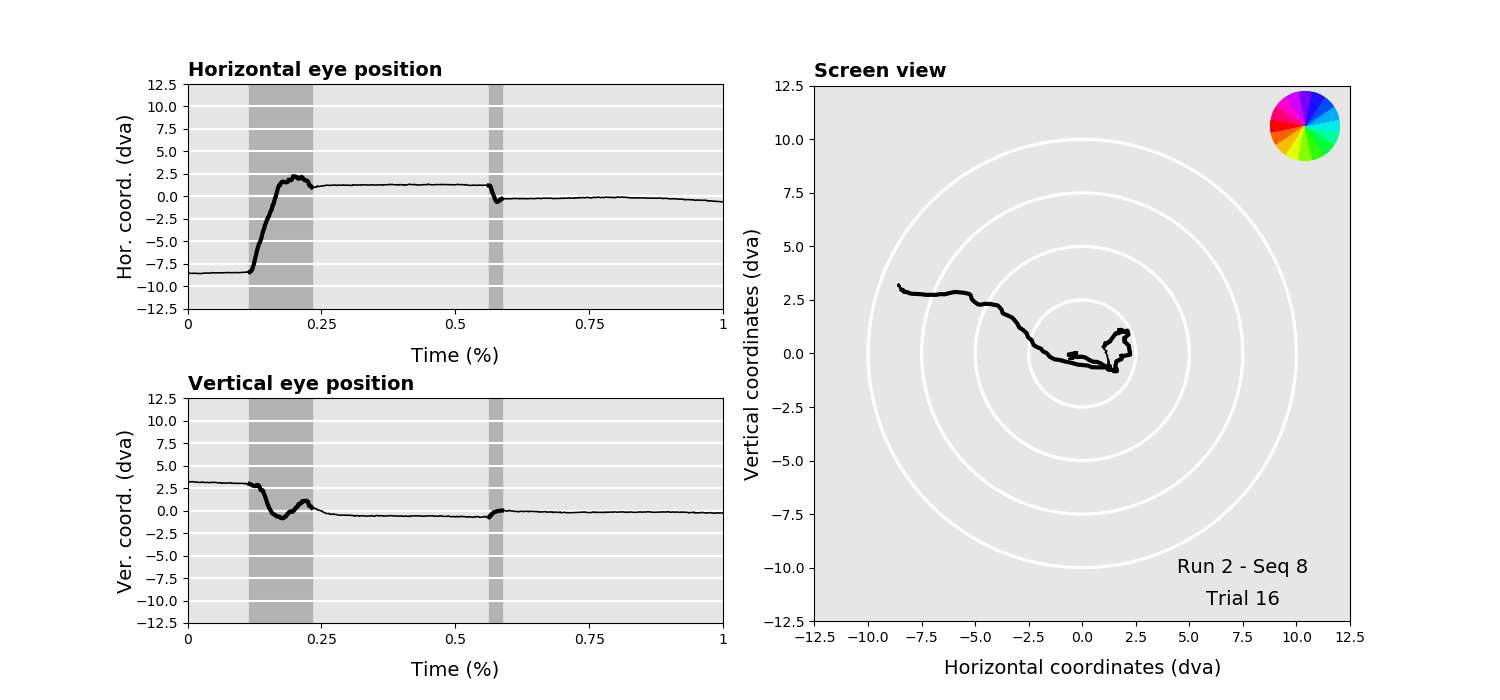 Horizontal eye position
12.5
10.0
7.5
5.0
2.5
0.0
−2.5
−5.0
−7.5
−10.0
−12.5
Hor. coord. (dva)
0 0.25 0.5 0.75 1
Time (%)
Vertical eye position
12.5
10.0
7.5
5.0
2.5
0.0
−2.5
−5.0
−7.5
−10.0
−12.5
Ver. coord. (dva)
0 0.25 0.5 0.75 1
Time (%)
Screen view
12.5
10.0
7.5
5.0
2.5
0.0
−2.5
−5.0
−7.5
−10.0
−12.5
Vertical coordinates (dva)
Run 2 - Seq 8
Trial 16
−12.5 −10.0 −7.5 −5.0 −2.5 0.0 2.5 5.0 7.5 10.0 12.5
Horizontal coordinates (dva)